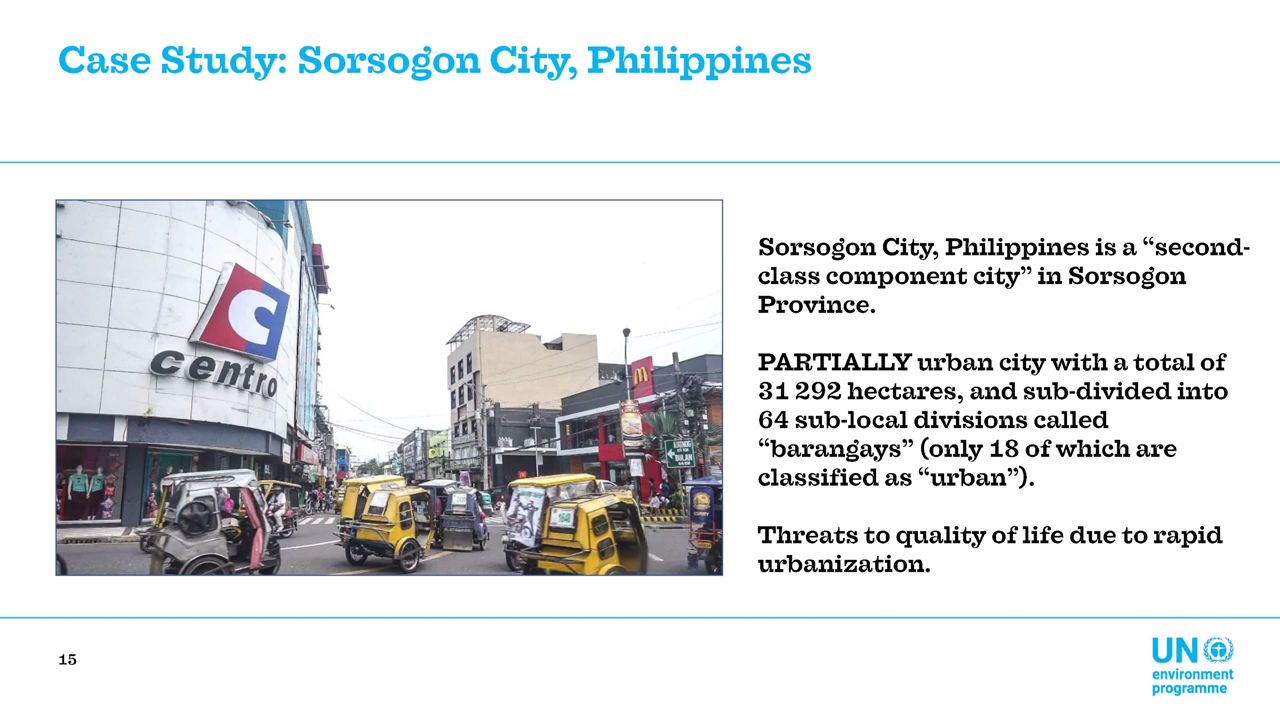 Case Study: Sorsogon City, Philippines
centro
Sorsogon City, Philippines is a “second-
class component city” in Sorsogon
Province.
PARTIALLY urban city with a total of
31 292 hectares, and sub-divided into
64 sub-local divisions called
“barangays” (only 18 of which are
classified as “urban”).
Threats to quality of life due to rapid
urbanization.
15
UN
environment
programme